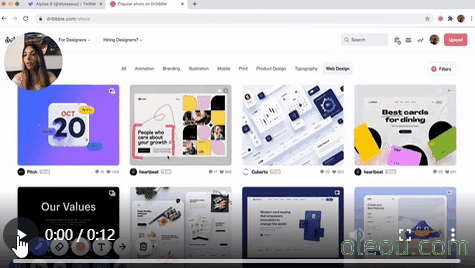 Alyssa X (@alyssaxuu) / Twitter
Popular shots on Dribbble
dribbble.com/shots
For Designers
Hiring Designers?
Search
Upload
All
Animation
Branding
Illustration
Mobile
Print
Product Design
Typography
Web Design
Filters
OCT
20
People who
care about
your growth
Best cards
for dining
Pitch
heartbeat
Cuberto
heartbeat
Our Values
0:00 / 0:12
oleou.com